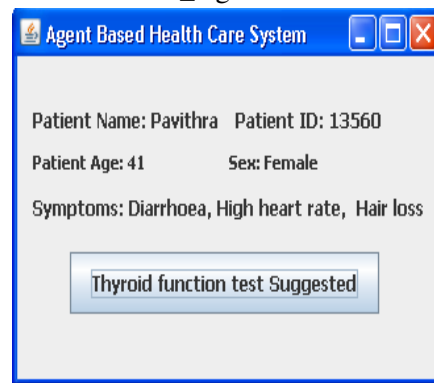 Agent Based Health Care System
Patient Name: Pavithra Patient ID: 13560
Patient Age: 41 Sex: Female
Symptoms: Diarrhoea, High heart rate, Hair loss
Thyroid function test Suggested